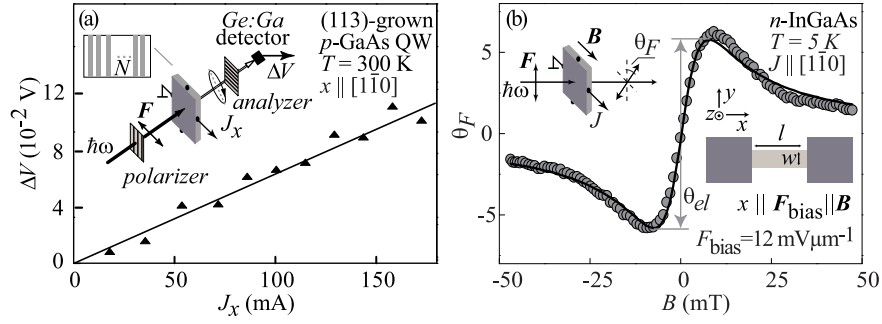 (a)
Ge:Ga
detector
(113)-grown
p-GaAs QW
T = 300 K
x || [11̅0]
N
F
ΔV
analyzer
J_x
ħω
polarizer
ΔV (10⁻² V)
12
8
4
0
0
50
100
150
J_x (mA)
(b)
n-InGaAs
T = 5 K
J || [11̅0]
B
θ_F
F
ħω
J
z y
x
l
w
θ_el
x || F_bias || B
F_bias=12 mVμm⁻¹
θ_F
5
0
-5
-50
-25
0
25
50
B (mT)